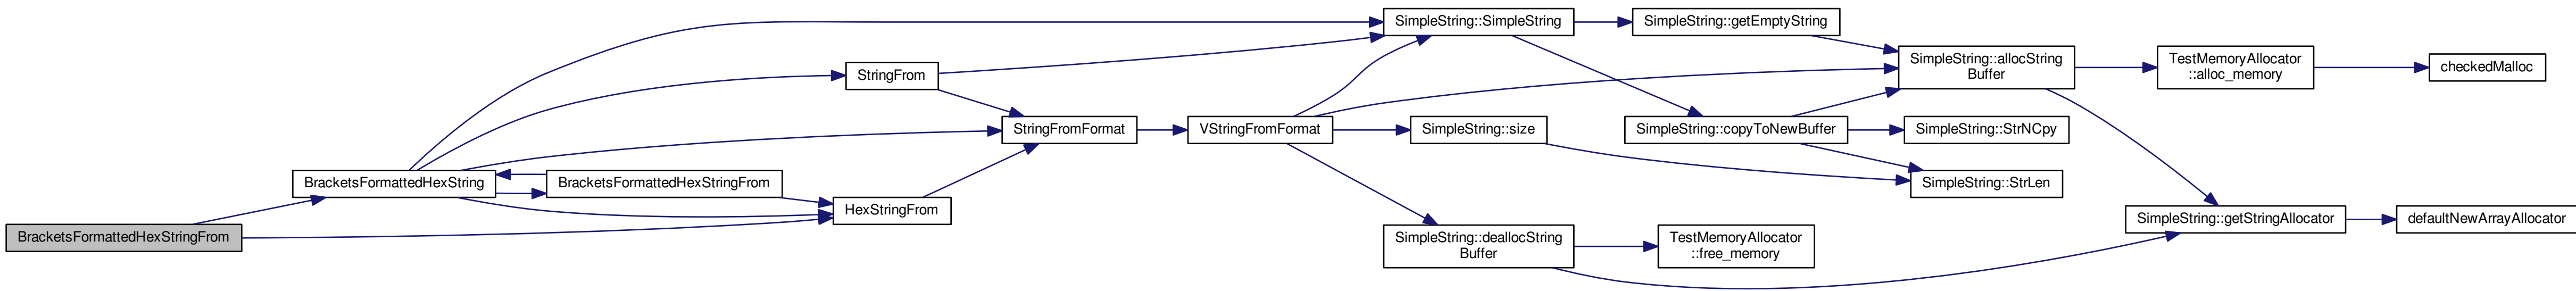 BracketsFormattedHexStringFrom
BracketsFormattedHexString
BracketsFormattedHexStringFrom
StringFrom
HexStringFrom
StringFromFormat
VStringFromFormat
SimpleString::SimpleString
SimpleString::size
SimpleString::deallocString
Buffer
SimpleString::getEmptyString
SimpleString::copyToNewBuffer
TestMemoryAllocator
::free_memory
SimpleString::allocString
Buffer
SimpleString::StrNCpy
SimpleString::StrLen
TestMemoryAllocator
::alloc_memory
SimpleString::getStringAllocator
checkedMalloc
defaultNewArrayAllocator